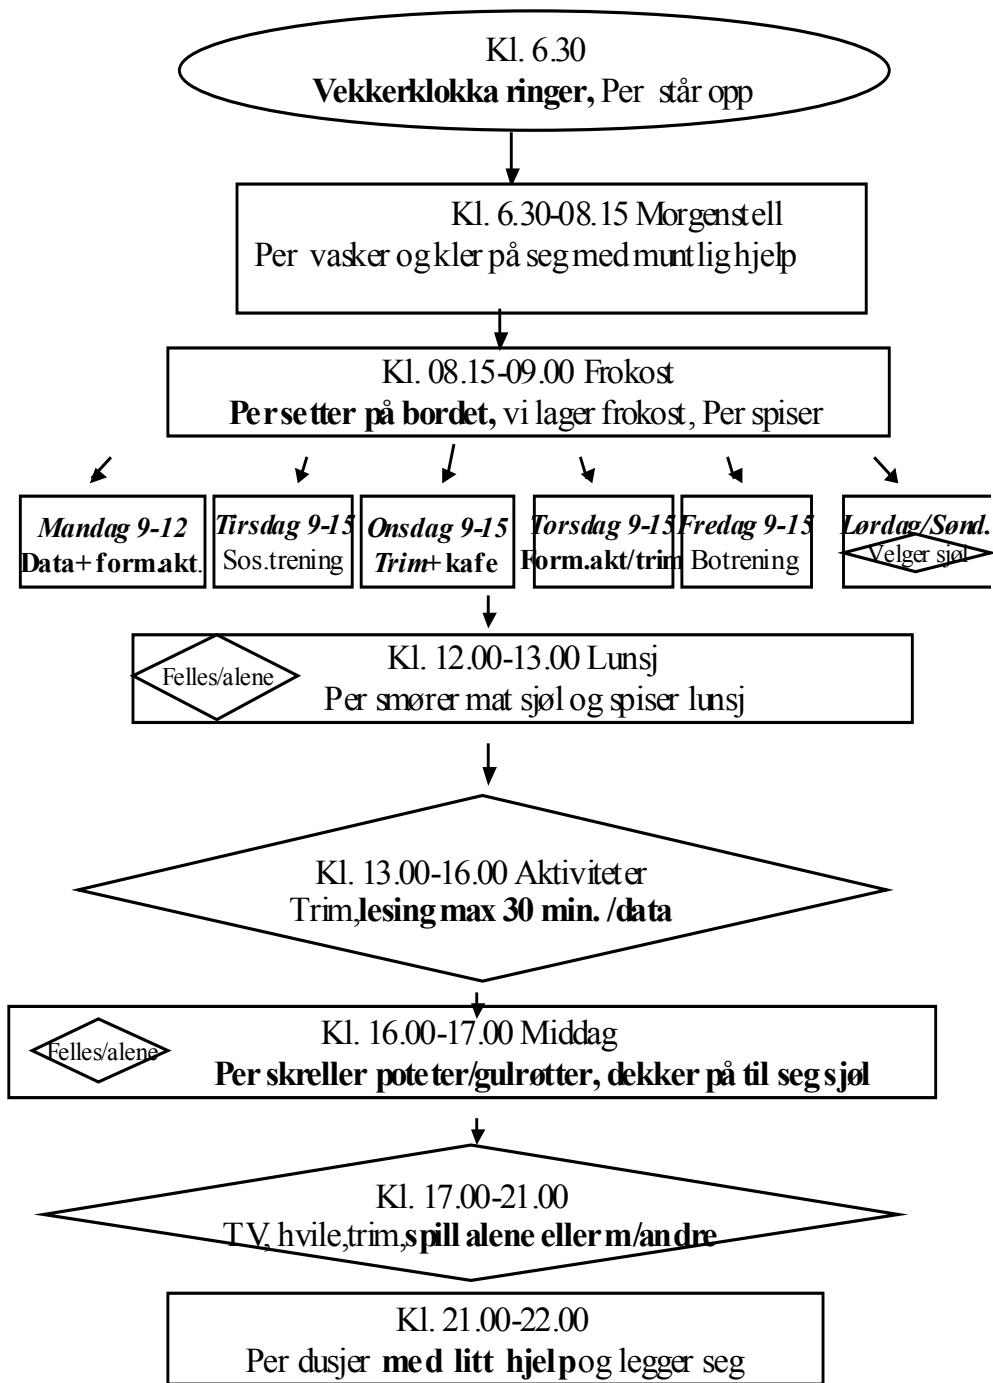 Kl. 6.30
Vekkerklokka ringer, Per står opp
Kl. 6.30-08.15 Morgenstell
Per vasker og kler på seg med muntlig hjelp
Kl. 08.15-09.00 Frokost
Per setter på bordet, vi lager frokost, Per spiser
Mandag 9-12
Data+ form.akt.
Tirsdag 9-15
Sos.trening
Onsdag 9-15
Trim+ kafe
Torsdag 9-15
Form.akt/trim
Fredag 9-15
Botrening
Lørdag/Sønd.
Velger sjøl
Felles/alene
Kl. 12.00-13.00 Lunsj
Per smører mat sjøl og spiser lunsj
Kl. 13.00-16.00 Aktiviteter
Trim,lesing max 30 min. /data
Felles/alene
Kl. 16.00-17.00 Middag
Per skreller poteter/gulrøtter, dekker på til seg sjøl
Kl. 17.00-21.00
TV, hvile,trim,spill alene eller m/andre
Kl. 21.00-22.00
Per dusjer med litt hjelp og legger seg